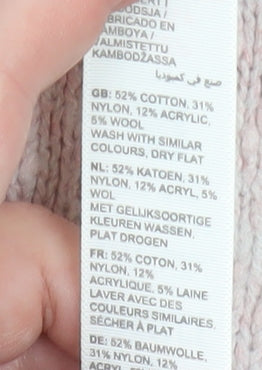 KAMBODSJA /
FABRICADO EN
CAMBOYA /
VALMISTETTU
KAMBODŽASSA
صنع في كمبوديا
GB: 52% COTTON, 31%
NYLON, 12% ACRYLIC,
5% WOOL
WASH WITH SIMILAR
COLOURS, DRY FLAT
NL: 52% KATOEN, 31%
NYLON, 12% ACRYL, 5%
WOL
MET GELIJKSOORTIGE
KLEUREN WASSEN,
PLAT DROGEN
FR: 52% COTON, 31%
NYLON, 12%
ACRYLIQUE, 5% LAINE
LAVER AVEC DES
COULEURS SIMILAIRES,
SÉCHER À PLAT
DE: 52% BAUMWOLLE,
31% NYLON, 12%